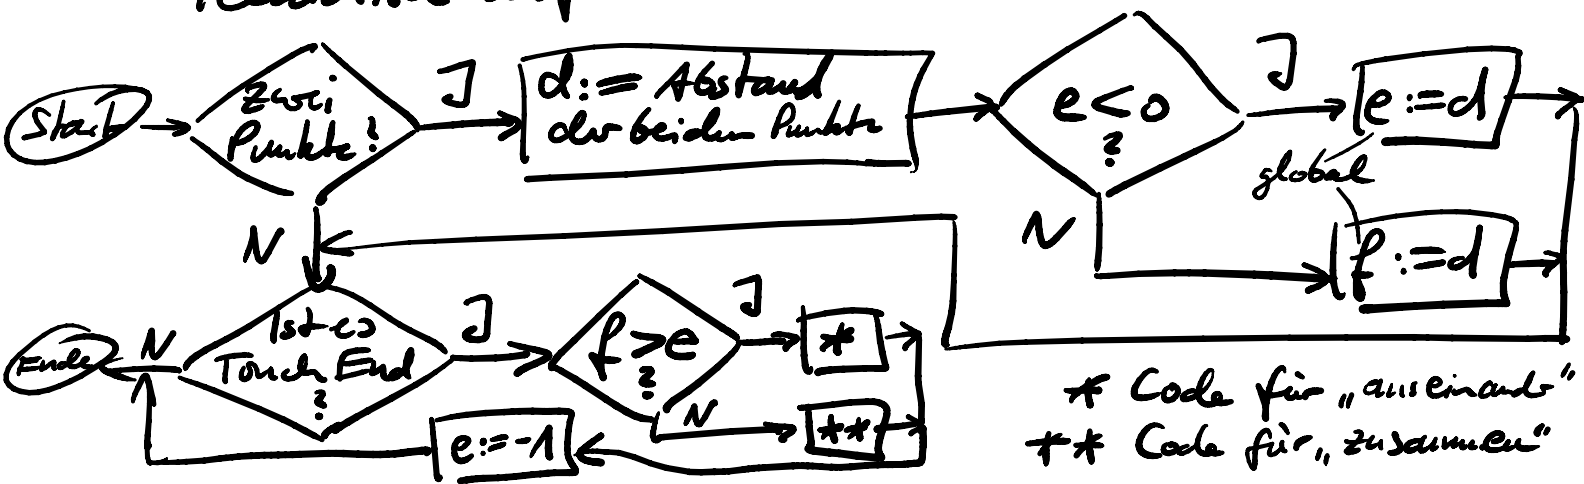 Start
zwei
Punkte?
J
d:= Abstand
der beiden Punkte
e<0
?
J
e:=d
global
N
f:=d
N
Ist es
Touch End
?
J
f>e
?
J
*
N
**
e:=-1
N
Ende
* Code für „auseinander"
** Code für „zusammen"